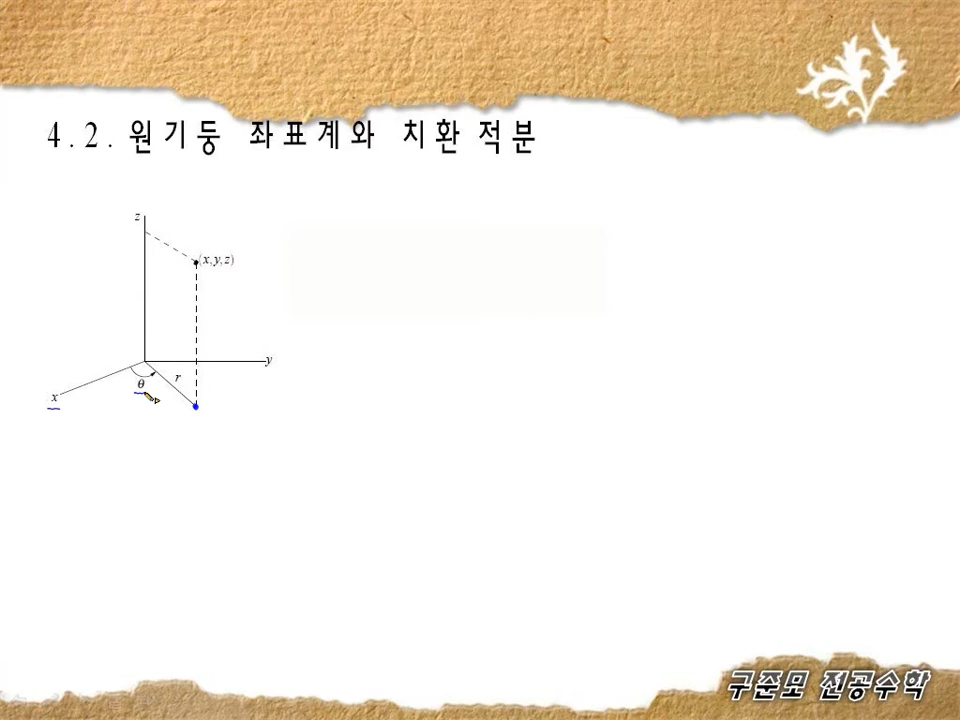 4.2. 원기둥 좌표계와 치환적분
z
(x, y, z)
y
r
θ
x
구준모 전공수학